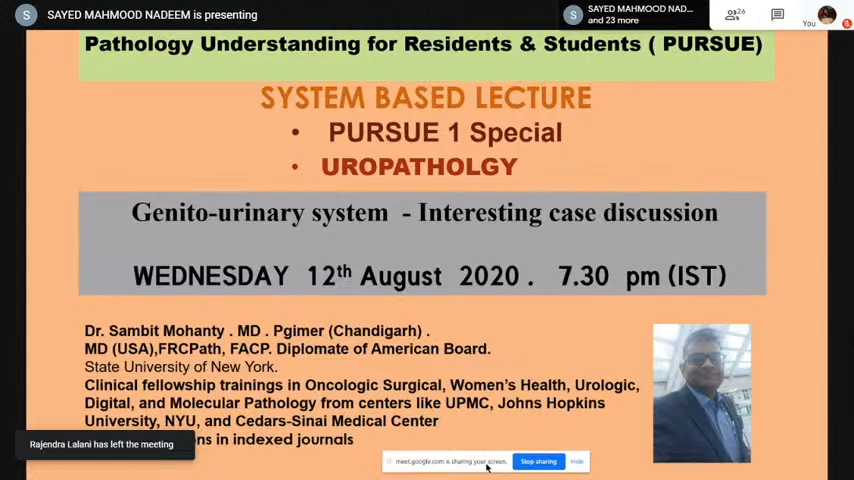 S SAYED MAHMOOD NADEEM is presenting
S SAYED MAHMOOD NAD...
and 23 more
26
You
Pathology Understanding for Residents & Students ( PURSUE)
SYSTEM BASED LECTURE
• PURSUE 1 Special
• UROPATHOLGY
Genito-urinary system - Interesting case discussion
WEDNESDAY 12th August 2020 . 7.30 pm (IST)
Dr. Sambit Mohanty . MD . Pgimer (Chandigarh) .
MD (USA),FRCPath, FACP. Diplomate of American Board.
State University of New York.
Clinical fellowship trainings in Oncologic Surgical, Women's Health, Urologic,
Digital, and Molecular Pathology from centers like UPMC, Johns Hopkins
University, NYU, and Cedars-Sinai Medical Center
ns in indexed journals
Rajendra Lalani has left the meeting
meet.google.com is sharing your screen.
Stop sharing
Hide